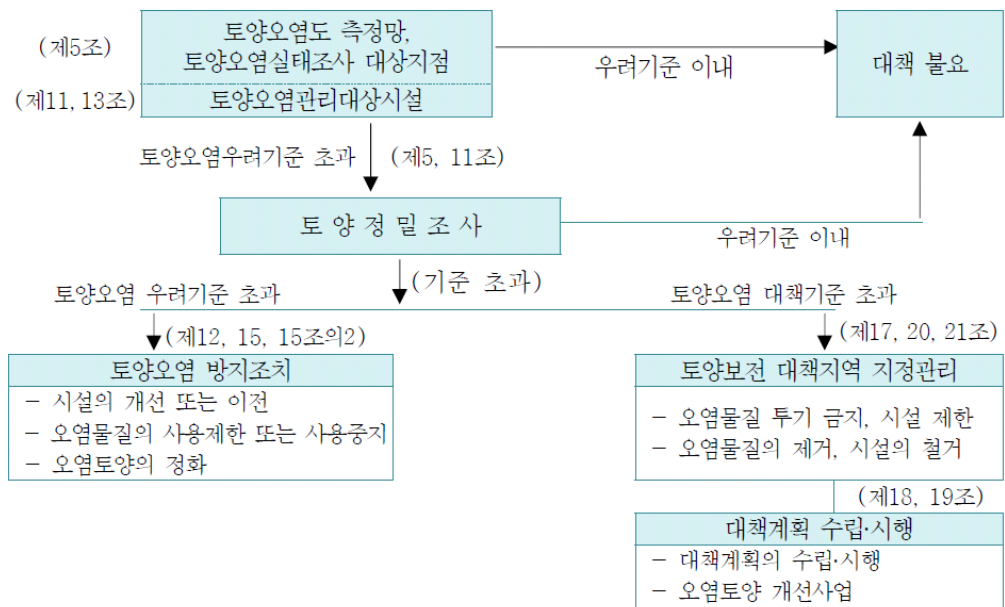 (제5조)
토양오염도 측정망,
토양오염실태조사 대상지점
우려기준 이내
대책 불요
(제11, 13조)
토양오염관리대상시설
토양오염우려기준 초과
(제5, 11조)
토 양 정 밀 조 사
우려기준 이내
(기준 초과)
토양오염 우려기준 초과
토양오염 대책기준 초과
(제12, 15, 15조의2)
(제17, 20, 21조)
토양오염 방지조치
- 시설의 개선 또는 이전
- 오염물질의 사용제한 또는 사용중지
- 오염토양의 정화
토양보전 대책지역 지정관리
- 오염물질 투기 금지, 시설 제한
- 오염물질의 제거, 시설의 철거
(제18, 19조)
대책계획 수립·시행
- 대책계획의 수립·시행
- 오염토양 개선사업